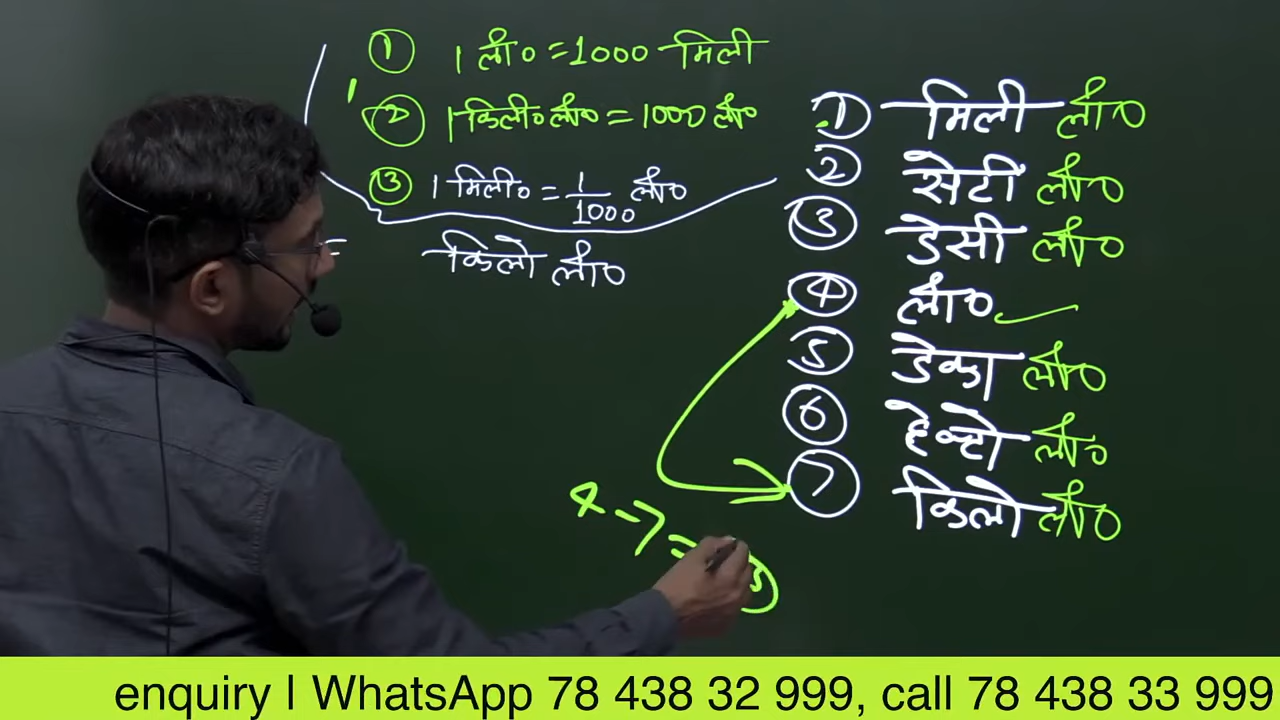 ① 1 ली० = 1000 मिली
② 1 किली० ली० = 1000 ली०
③ 1 मिली० = 1/1000 ली०
= किलो ली०
① मिली ली०
② सेटीं ली०
③ डेसी ली०
④ ली०
⑤ डेका ली०
⑥ हेक्टो ली०
⑦ किलो ली०
4 - 7 =
enquiry l WhatsApp 78 438 32 999, call 78 438 33 999